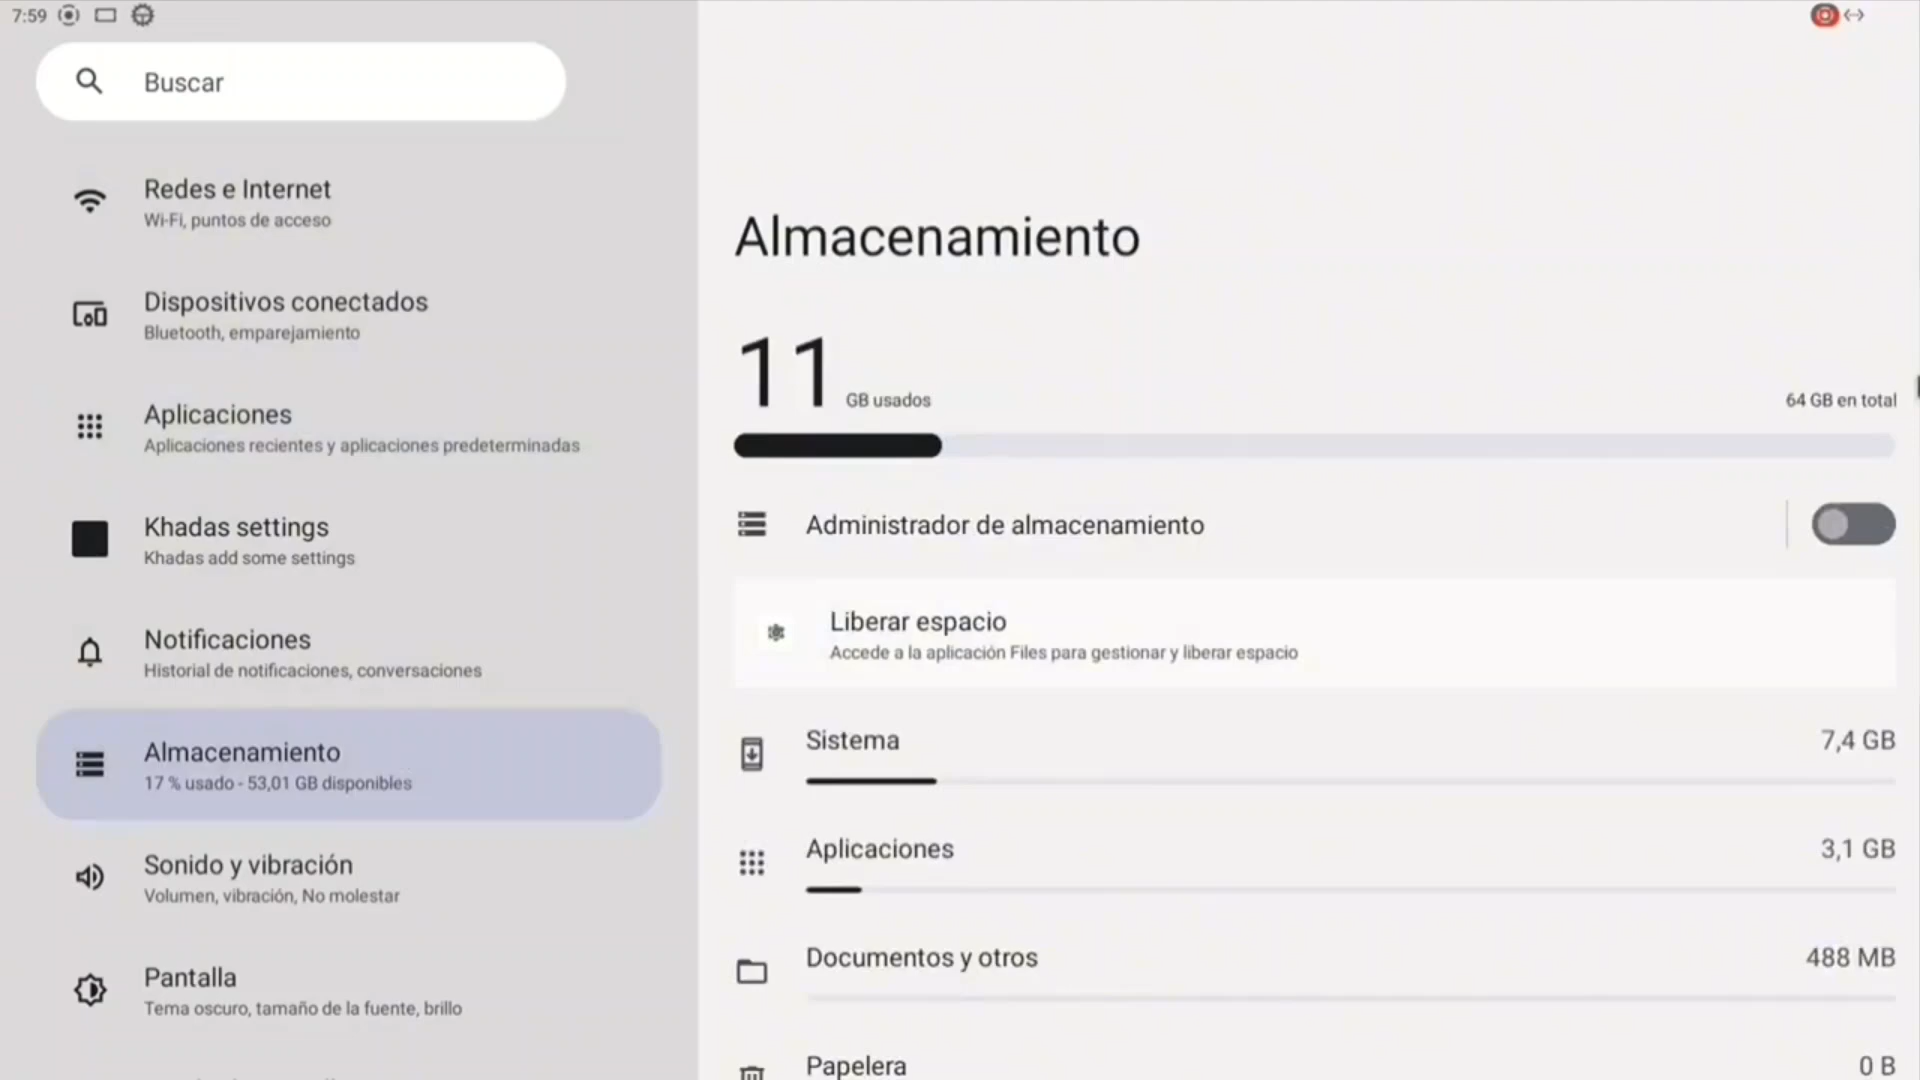 7:59
Buscar
Redes e Internet
Wi-Fi, puntos de acceso
Dispositivos conectados
Bluetooth, emparejamiento
Aplicaciones
Aplicaciones recientes y aplicaciones predeterminadas
Khadas settings
Khadas add some settings
Notificaciones
Historial de notificaciones, conversaciones
Almacenamiento
17 % usado - 53,01 GB disponibles
Sonido y vibración
Volumen, vibración, No molestar
Pantalla
Tema oscuro, tamaño de la fuente, brillo
Almacenamiento
11 GB usados
64 GB en total
Administrador de almacenamiento
Liberar espacio
Accede a la aplicación Files para gestionar y liberar espacio
Sistema
7,4 GB
Aplicaciones
3,1 GB
Documentos y otros
488 MB
Papelera
0 B